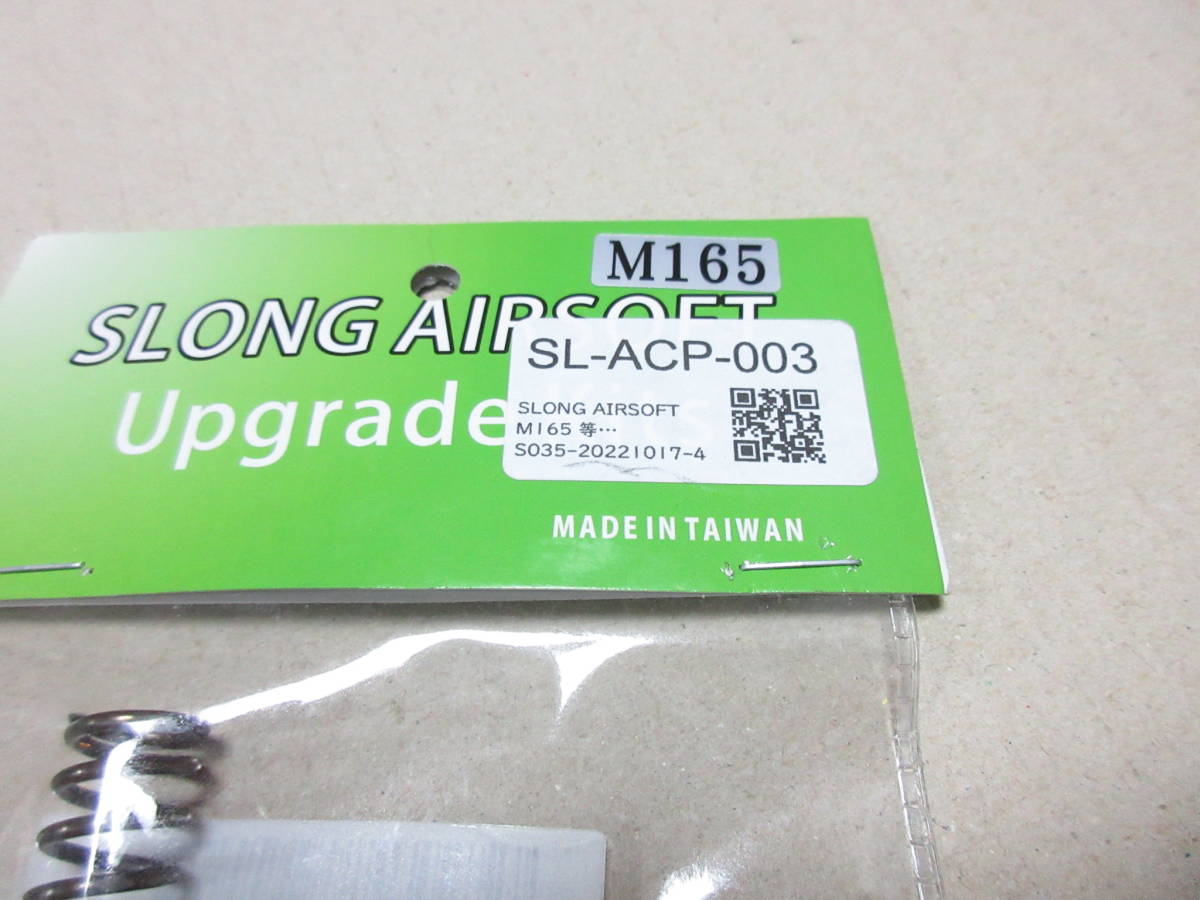 M165
SLONG AIRSOFT
Upgrade
SL-ACP-003
SLONG AIRSOFT
M165 等…
S035-20221017-4
MADE IN TAIWAN